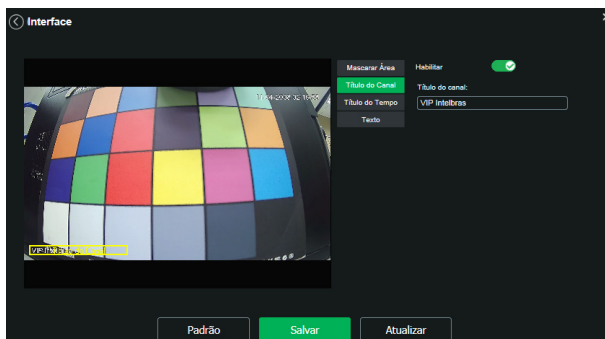 Interface
Mascarar Área
Título do Canal
Título do Tempo
Texto
Habilitar
Título do canal:
VIP Intelbras
Padrão
Salvar
Atualizar